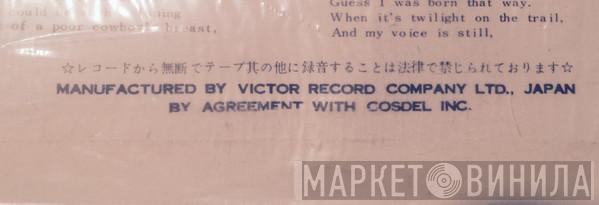 Guess I was born that way.
could be
of a poor cowboy's breast,
When it's twilight on the trail,
And my voice is still,
☆レコードから無断でテープ其の他に録音することは法律で禁じられております☆
MANUFACTURED BY VICTOR RECORD COMPANY LTD., JAPAN
BY AGREEMENT WITH COSDEL INC.
МАРКЕТ ВИНИЛА